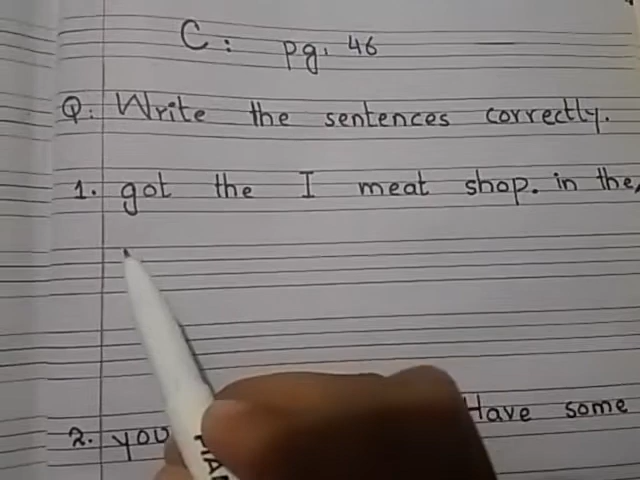 C: pg. 46
Q. Write the sentences correctly.
1. got the I meat shop. in the
2. you Have some